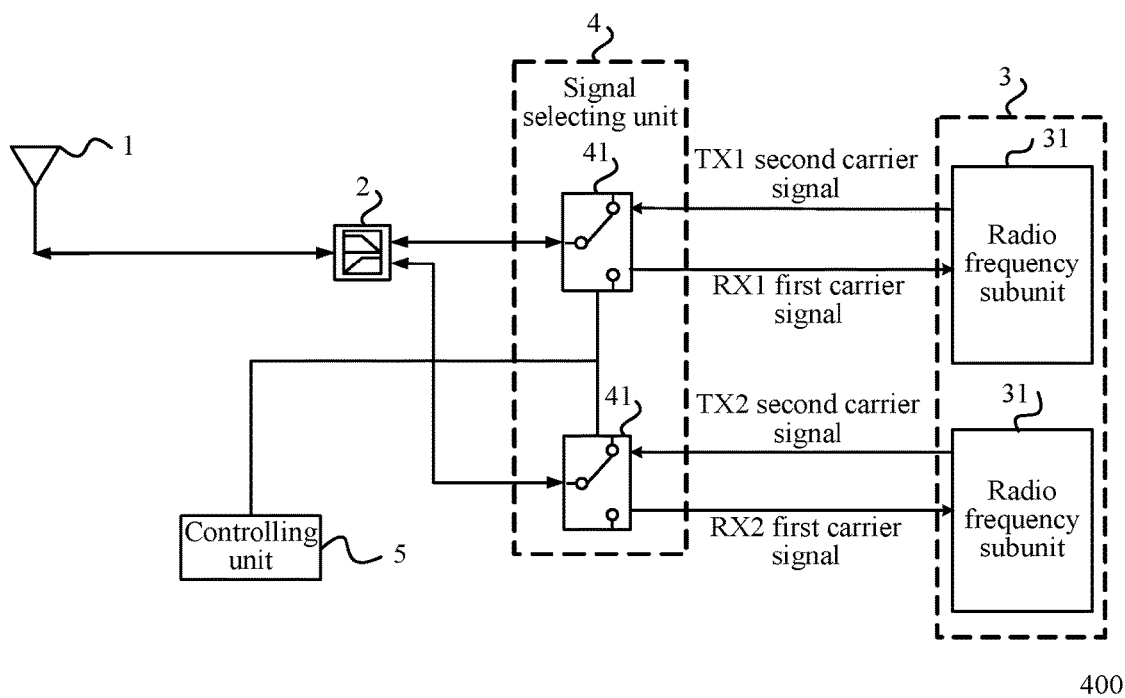 4
Signal
selecting unit
3
1
41
TX1 second carrier
signal
31
2
Radio
frequency
subunit
RX1 first carrier
signal
41
TX2 second carrier
signal
31
Radio
frequency
subunit
Controlling
unit
5
RX2 first carrier
signal
400